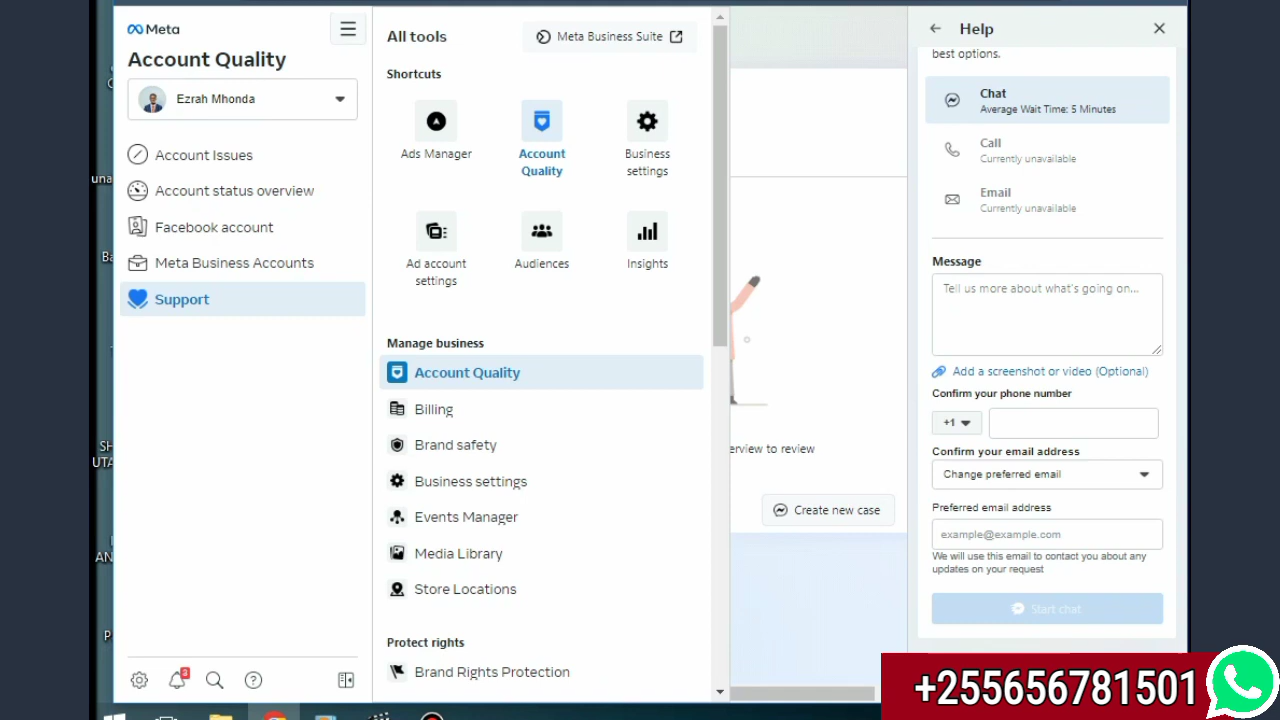 Meta
Account Quality
Ezrah Mhonda
Account Issues
Account status overview
Facebook account
Meta Business Accounts
Support
3
All tools
Meta Business Suite
Shortcuts
Ads Manager
Account
Quality
Business
settings
Ad account
settings
Audiences
Insights
Manage business
Account Quality
Billing
Brand safety
Business settings
Events Manager
Media Library
Store Locations
Protect rights
Brand Rights Protection
erview to review
Create new case
Help
best options.
Chat
Average Wait Time: 5 Minutes
Call
Currently unavailable
Email
Currently unavailable
Message
Tell us more about what's going on...
Add a screenshot or video (Optional)
Confirm your phone number
+1
Confirm your email address
Change preferred email
Preferred email address
example@example.com
We will use this email to contact you about any
updates on your request
Start chat
+255656781501
una
Ba
SH
UTA
AN
P